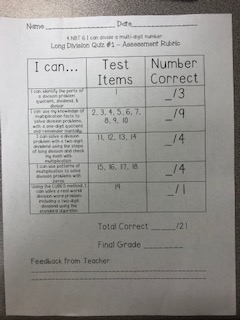 Name Date
4.NBT.6 I can divide a multi-digit number
Long Division Quiz #1 - Assessment Rubric
I can...
Test
Items
Number
Correct
I can identify the parts of
a division problem:
quotient, dividend, &
divisor
1
_/3
I can use my knowledge of
multiplication facts to
solve division problems
with a one-digit quotient
and remainder mentally.
2, 3, 4, 5, 6, 7,
8, 9, 10
_/9
I can solve a division
problem with a two digit
dividend using the steps
of long division and check
my math with
multiplication.
11, 12, 13, 14
_/4
I can use patterns of
multiplication to solve
division problems with
zeros.
15, 16, 17, 18
_/4
Using the CUBES method, I
can solve a real world
division word problem
including a two digit
dividend using the
standard algorithm.
19
_/1
Total Correct /21
Final Grade
Feedback from Teacher: